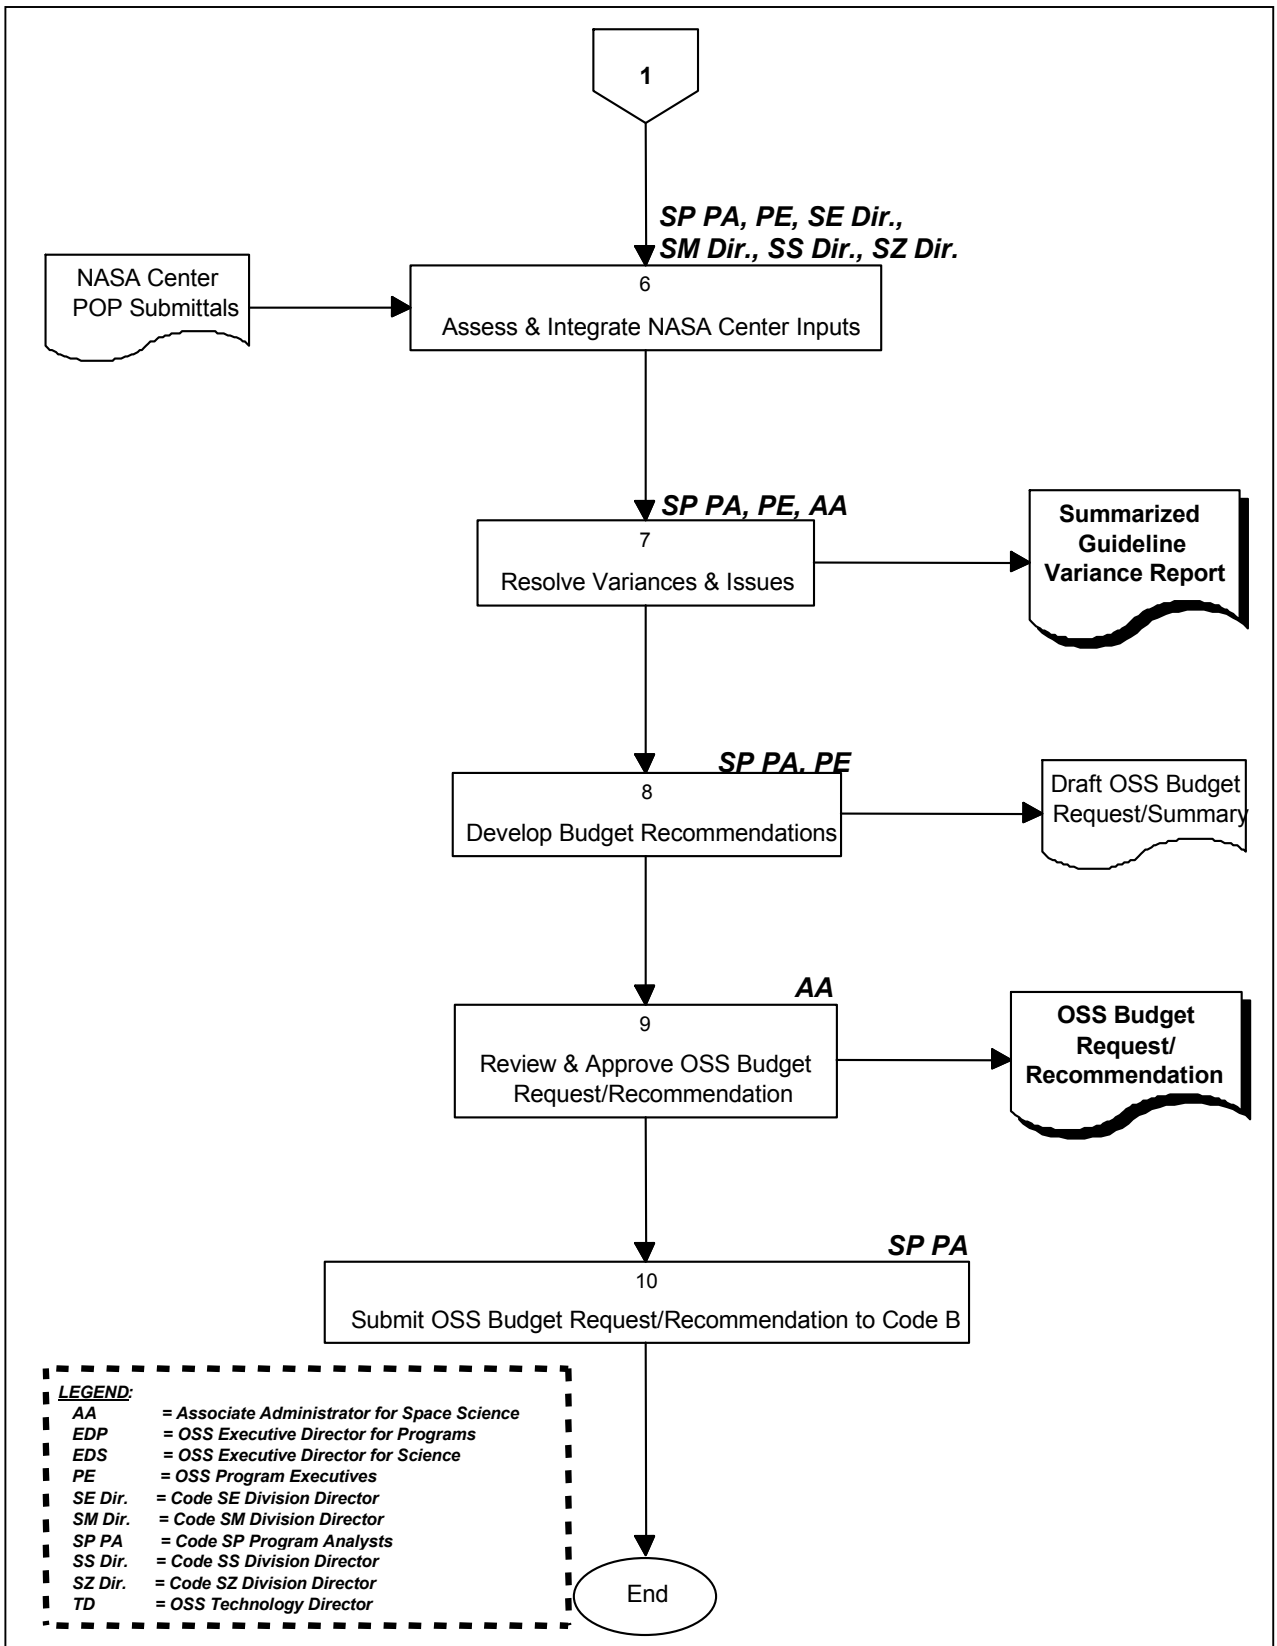 1
SP PA, PE, SE Dir.,
SM Dir., SS Dir., SZ Dir.
NASA Center
POP Submittals
6
Assess & Integrate NASA Center Inputs
SP PA, PE, AA
7
Resolve Variances & Issues
Summarized
Guideline
Variance Report
SP PA, PE
8
Develop Budget Recommendations
Draft OSS Budget
Request/Summary
AA
9
Review & Approve OSS Budget
Request/Recommendation
OSS Budget
Request/
Recommendation
SP PA
10
Submit OSS Budget Request/Recommendation to Code B
LEGEND:
AA = Associate Administrator for Space Science
EDP = OSS Executive Director for Programs
EDS = OSS Executive Director for Science
PE = OSS Program Executives
SE Dir. = Code SE Division Director
SM Dir. = Code SM Division Director
SP PA = Code SP Program Analysts
SS Dir. = Code SS Division Director
SZ Dir. = Code SZ Division Director
TD = OSS Technology Director
End